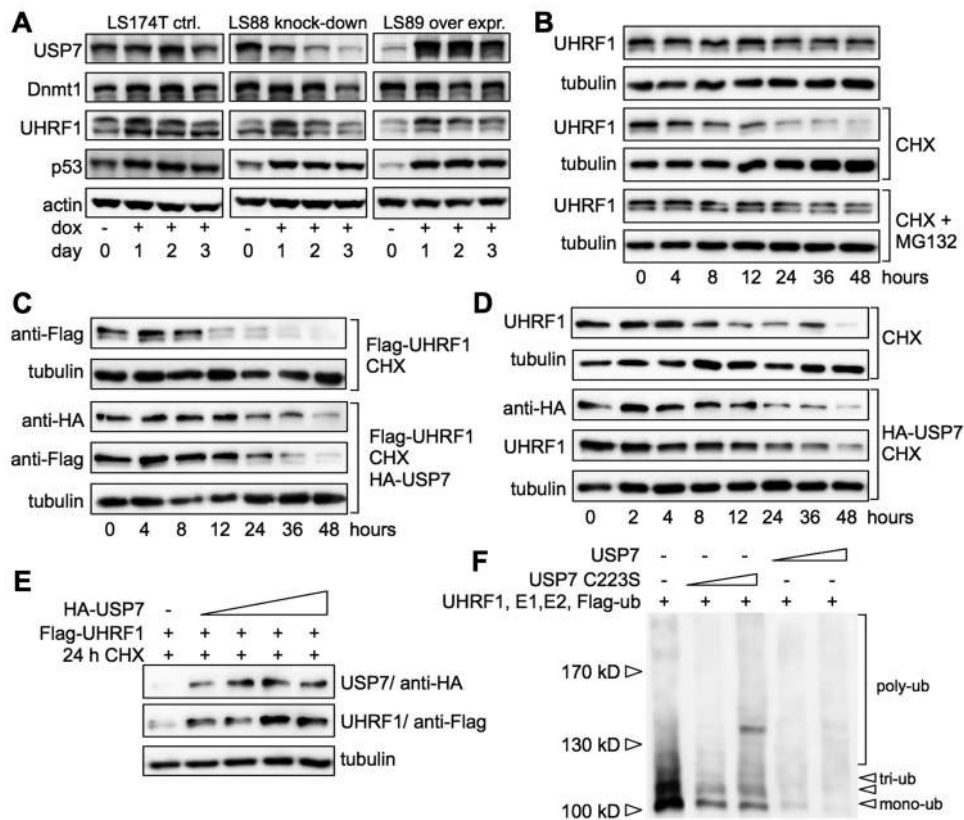 A
LS174T ctrl. LS88 knock-down LS89 over expr.
USP7
Dnmt1
UHRF1
p53
actin
dox - + + + - + + + - + + +
day 0 1 2 3 0 1 2 3 0 1 2 3
B
UHRF1
tubulin
UHRF1
tubulin
CHX
UHRF1
tubulin
CHX +
MG132
0 4 8 12 24 36 48 hours
C
anti-Flag
tubulin
Flag-UHRF1
CHX
anti-HA
anti-Flag
tubulin
Flag-UHRF1
CHX
HA-USP7
0 4 8 12 24 36 48 hours
D
UHRF1
tubulin
CHX
anti-HA
UHRF1
tubulin
HA-USP7
CHX
0 2 4 8 12 24 36 48 hours
E
HA-USP7 -
Flag-UHRF1 + + + + +
24 h CHX + + + + +
USP7/ anti-HA
UHRF1/ anti-Flag
tubulin
F
USP7 - - -
USP7 C223S - - -
UHRF1, E1,E2, Flag-ub + + + + +
170 kD
130 kD
100 kD
poly-ub
tri-ub
mono-ub